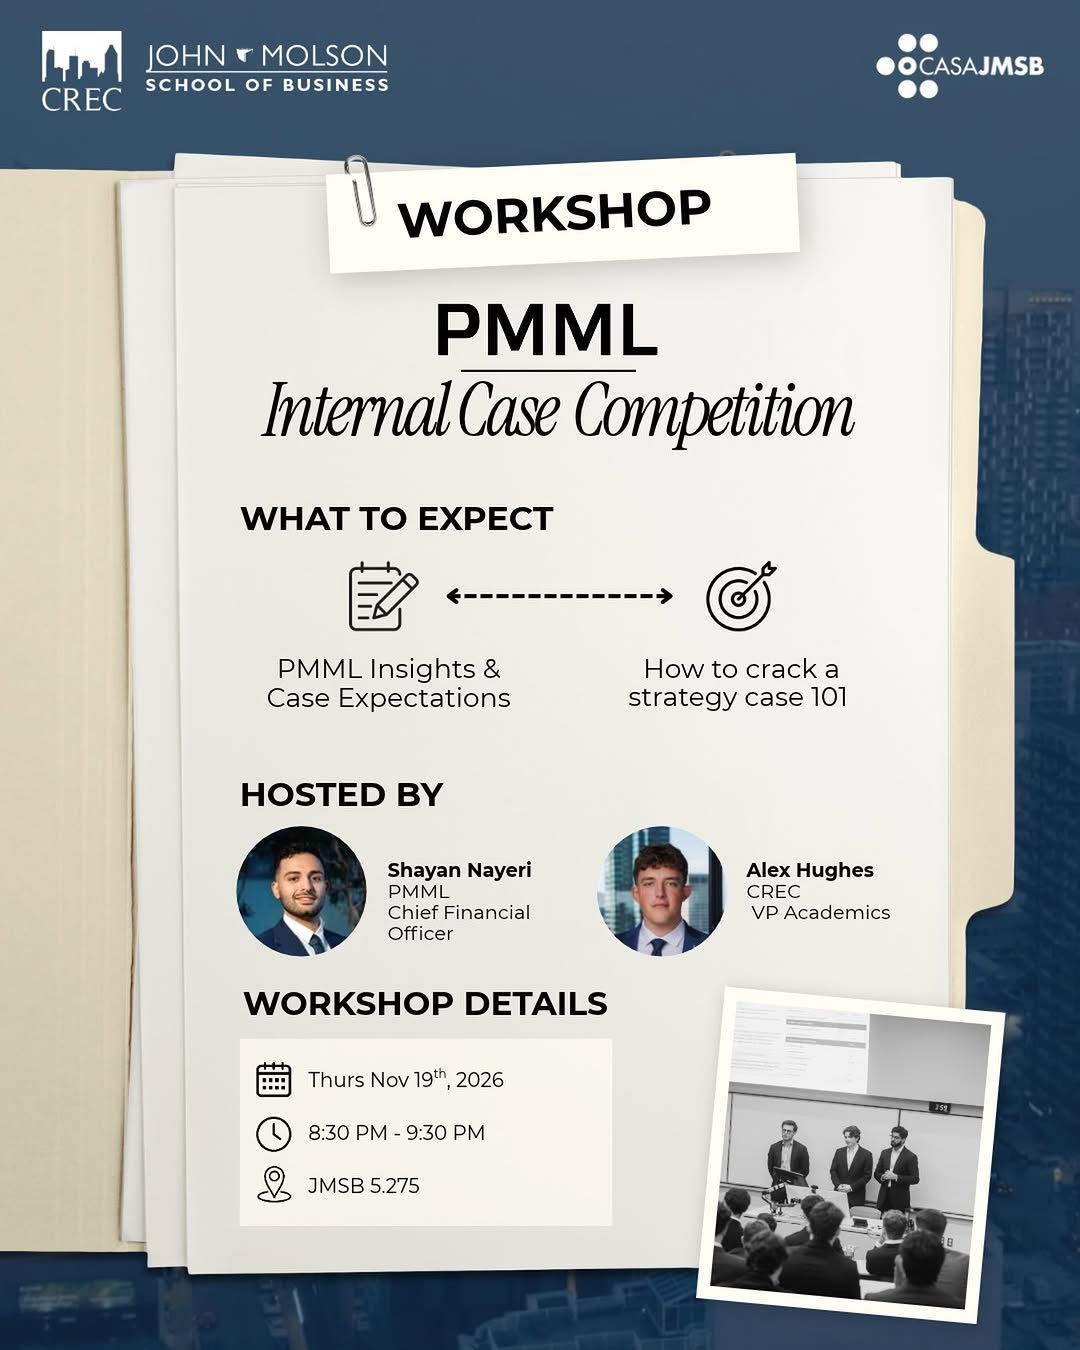 CREC
JOHN MOLSON
SCHOOL OF BUSINESS
CASAJMSB
WORKSHOP
PMML
Internal Case Competition
WHAT TO EXPECT
PMML Insights &
Case Expectations
How to crack a
strategy case 101
HOSTED BY
Shayan Nayeri
PMML
Chief Financial
Officer
Alex Hughes
CREC
VP Academics
WORKSHOP DETAILS
Thurs Nov 19th, 2026
8:30 PM - 9:30 PM
JMSB 5.275